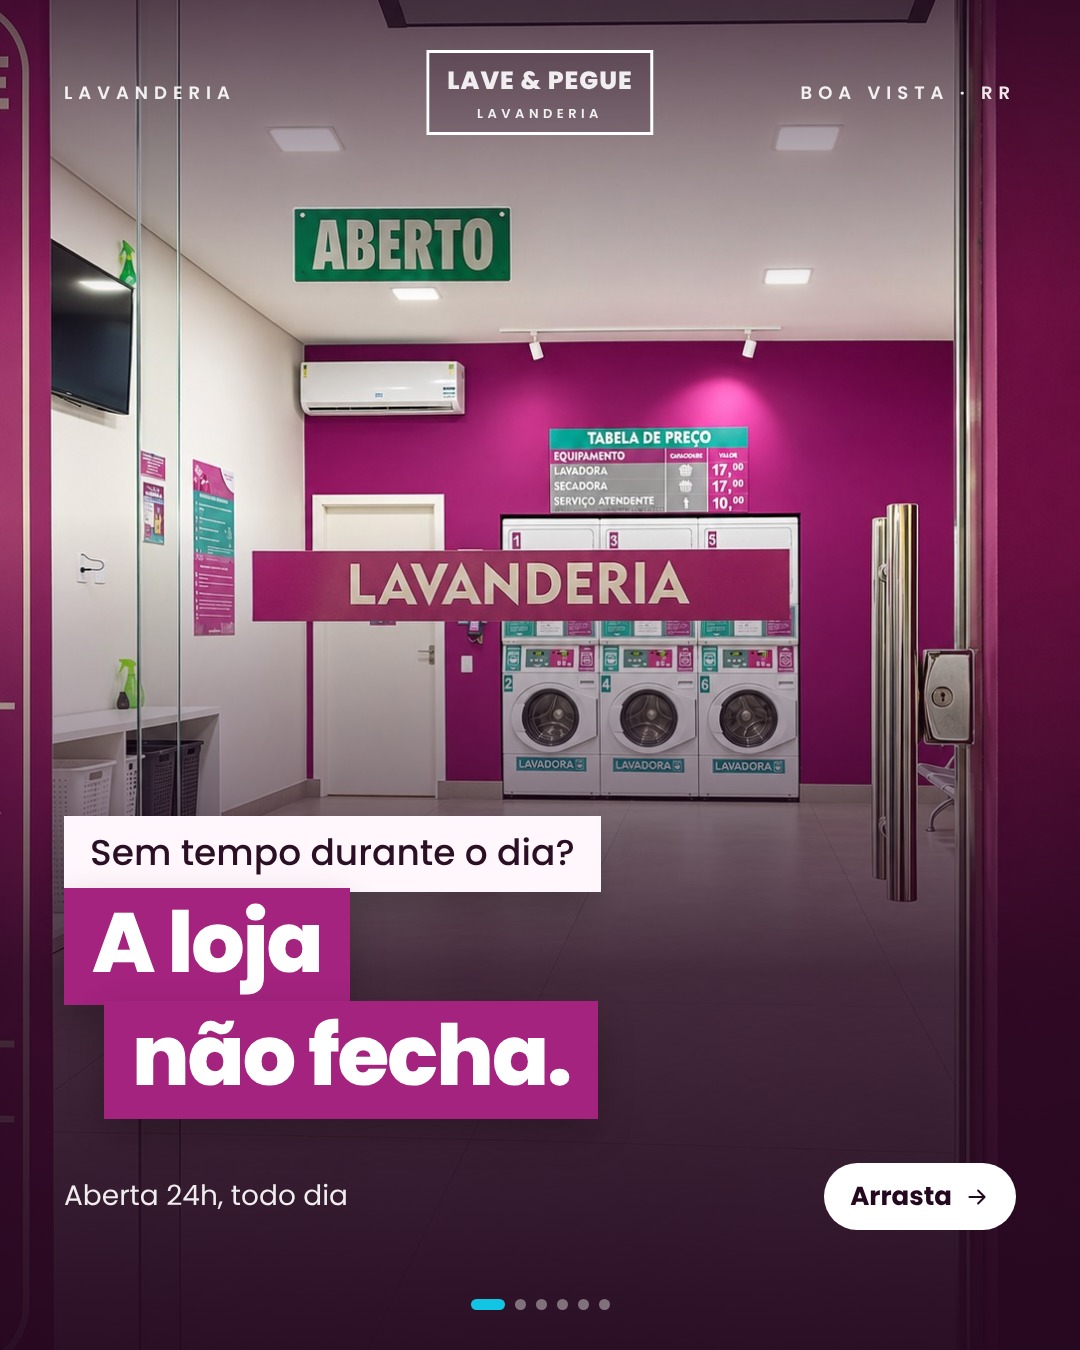 LAVANDERIA
LAVE & PEGUE
LAVANDERIA
BOA VISTA · RR
ABERTO
TABELA DE PREÇO
EQUIPAMENTO CAPACIDADE VALOR
LAVADORA 17,00
SECADORA 17,00
SERVIÇO ATENDENTE 10,00
1 3 5
LAVANDERIA
2 4 6
LAVADORA LAVADORA LAVADORA
Sem tempo durante o dia?
A loja
não fecha.
Aberta 24h, todo dia
Arrasta →